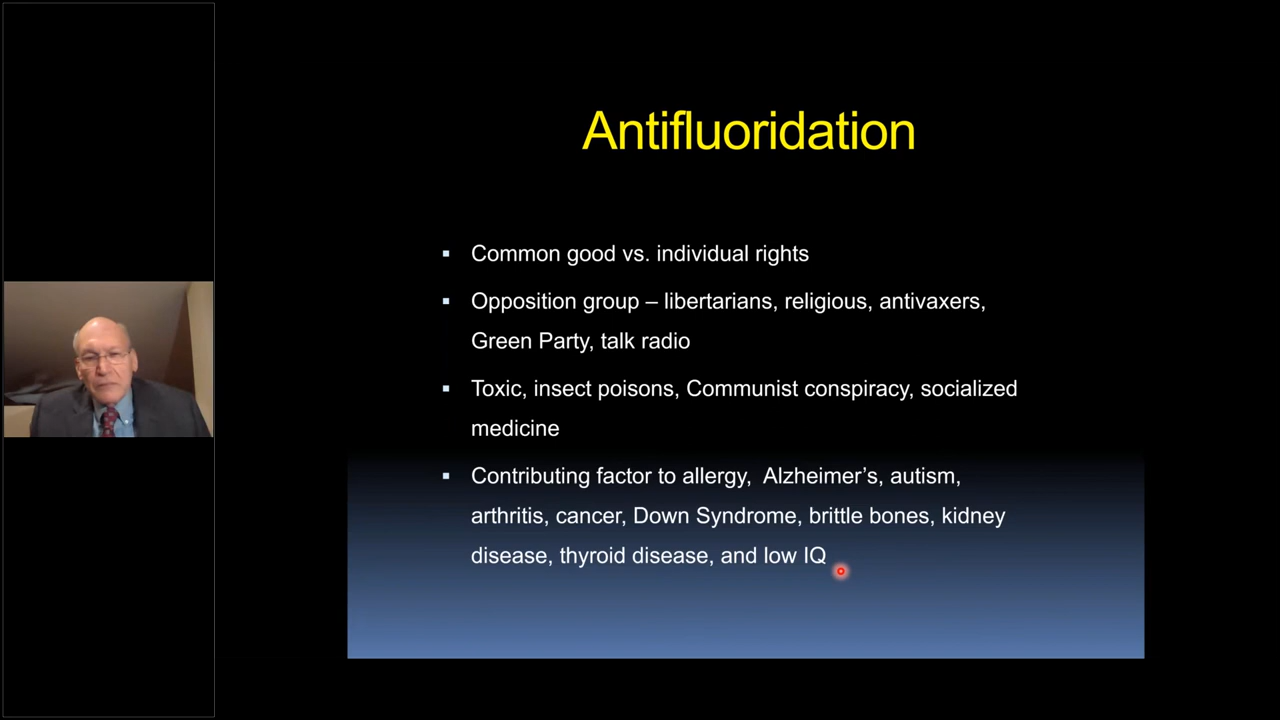 Antifluoridation
▪ Common good vs. individual rights
▪ Opposition group – libertarians, religious, antivaxers,
Green Party, talk radio
▪ Toxic, insect poisons, Communist conspiracy, socialized
medicine
▪ Contributing factor to allergy,  Alzheimer’s, autism,
arthritis, cancer, Down Syndrome, brittle bones, kidney
disease, thyroid disease, and low IQ